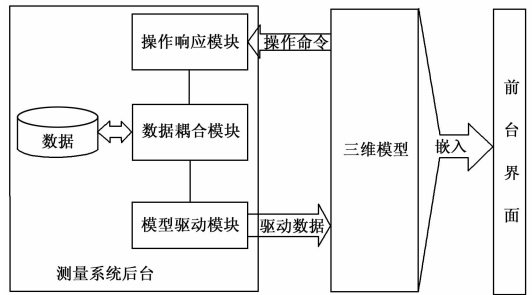 操作响应模块
操作命令
数据
数据耦合模块
三维模型
嵌入
前台界面
模型驱动模块
驱动数据
测量系统后台